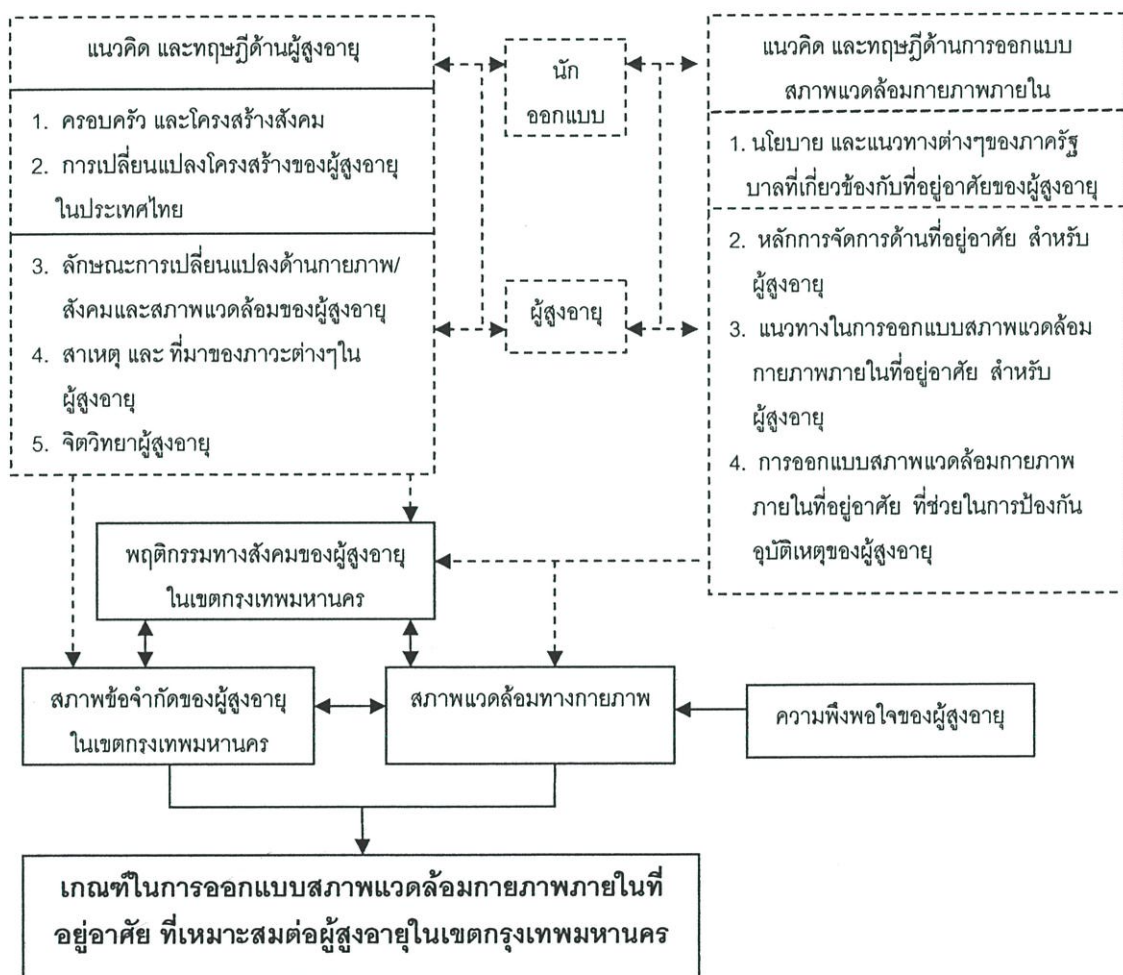 แนวคิด และทฤษฎีด้านผู้สูงอายุ
1. ครอบครัว และโครงสร้างสังคม
2. การเปลี่ยนแปลงโครงสร้างของผู้สูงอายุ
ในประเทศไทย
3. ลักษณะการเปลี่ยนแปลงด้านกายภาพ/
สังคมและสภาพแวดล้อมของผู้สูงอายุ
4. สาเหตุ และ ที่มาของภาวะต่างๆใน
ผู้สูงอายุ
5. จิตวิทยาผู้สูงอายุ
นัก
ออกแบบ
ผู้สูงอายุ
แนวคิด และทฤษฎีด้านการออกแบบ
สภาพแวดล้อมกายภาพภายใน
1. นโยบาย และแนวทางต่างๆของภาครัฐ
บาลที่เกี่ยวข้องกับที่อยู่อาศัยของผู้สูงอายุ
2. หลักการจัดการด้านที่อยู่อาศัย สำหรับ
ผู้สูงอายุ
3. แนวทางในการออกแบบสภาพแวดล้อม
กายภาพภายในที่อยู่อาศัย สำหรับ
ผู้สูงอายุ
4. การออกแบบสภาพแวดล้อมกายภาพ
ภายในที่อยู่อาศัย ที่ช่วยในการป้องกัน
อุบัติเหตุของผู้สูงอายุ
พฤติกรรมทางสังคมของผู้สูงอายุ
ในเขตกรุงเทพมหานคร
สภาพข้อจำกัดของผู้สูงอายุ
ในเขตกรุงเทพมหานคร
สภาพแวดล้อมทางกายภาพ
ความพึงพอใจของผู้สูงอายุ
เกณฑ์ในการออกแบบสภาพแวดล้อมกายภาพภายในที่
อยู่อาศัย ที่เหมาะสมต่อผู้สูงอายุในเขตกรุงเทพมหานคร